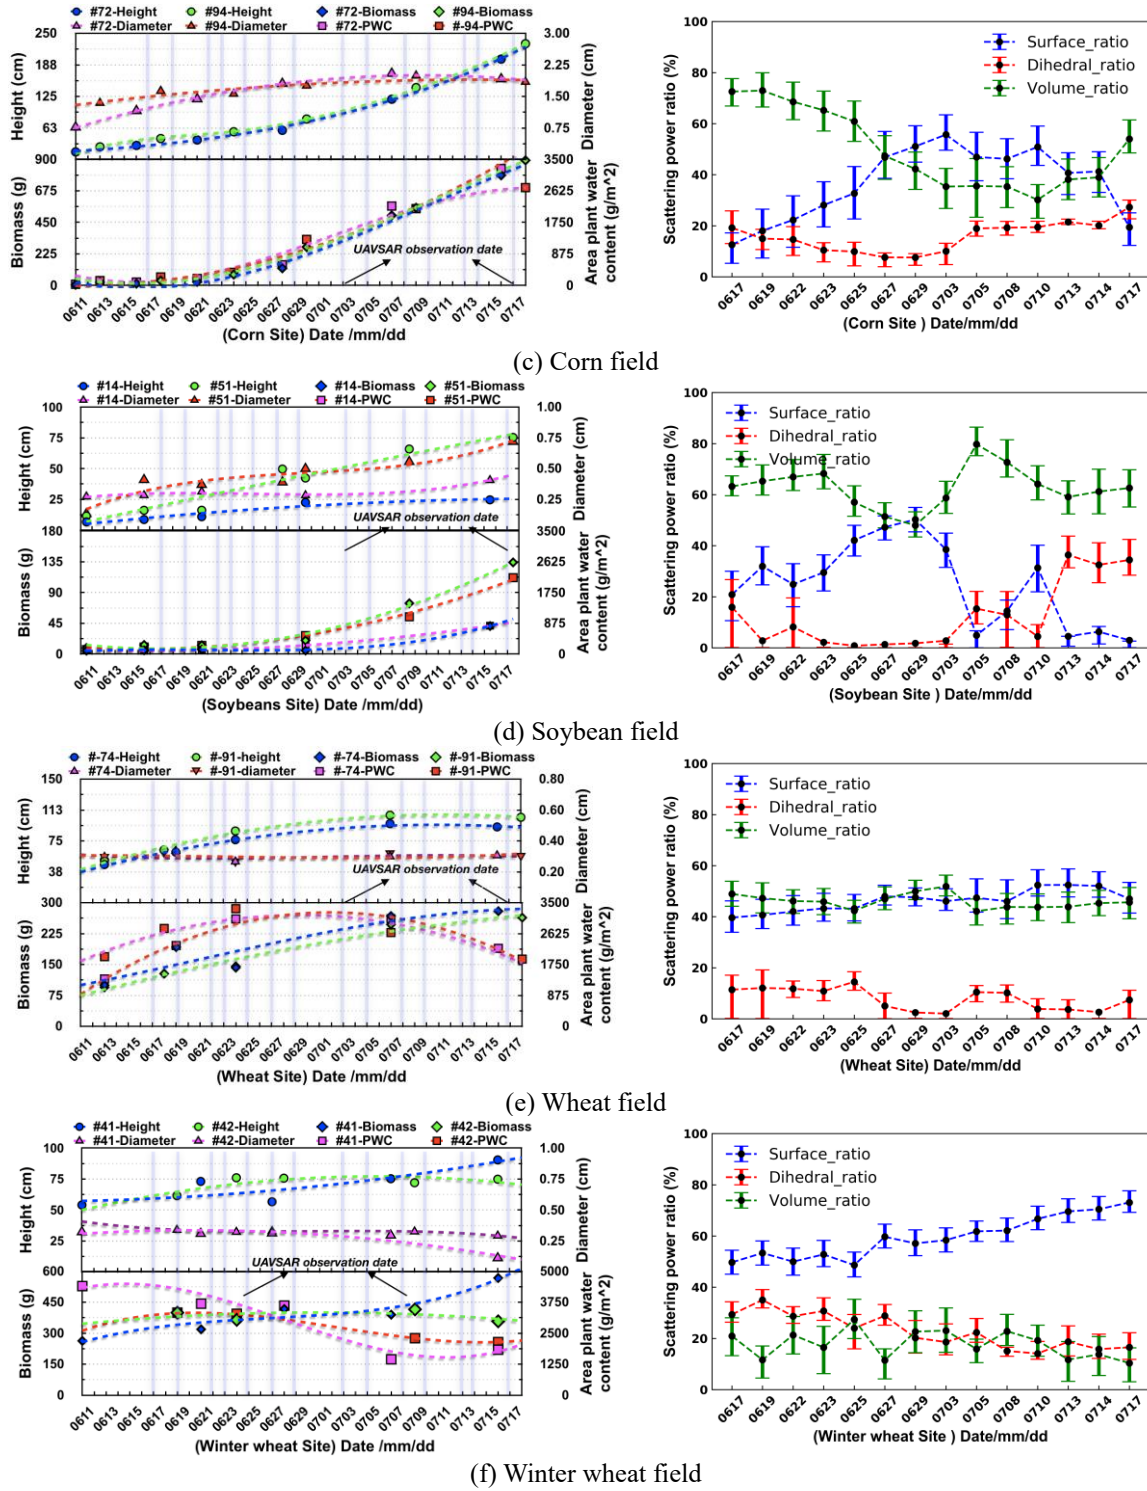 #72-Height #94-Height #72-Biomass #94-Biomass
#72-Diameter #94-Diameter #72-PWC #-94-PWC
250 188 125 63
Height (cm)
3.00 2.25 1.50 0.75
Diameter (cm)
900 675 450 225 0
Biomass (g)
3500 2625 1750 875 0
Area plant water
content (g/m^2)
UAVSAR observation date
0611 0613 0615 0617 0619 0621 0623 0625 0627 0629 0701 0703 0705 0707 0709 0711 0713 0715 0717
(Corn Site) Date /mm/dd
Scattering power ratio (%)
100 80 60 40 20 0
Surface_ratio
Dihedral_ratio
Volume_ratio
0617 0619 0622 0623 0625 0627 0629 0703 0705 0708 0710 0713 0714 0717
(Corn Site ) Date/mm/dd
(c) Corn field
#14-Height #51-Height #14-Biomass #51-Biomass
#14-Diameter #51-Diameter #14-PWC #51-PWC
100 75 50 25
Height (cm)
1.00 0.75 0.50 0.25
Diameter (cm)
UAVSAR observation date
180 180 135 90 45 0
Biomass (g)
3500 3500 2625 1750 875 0
Area plant water
content (g/m^2)
0611 0613 0615 0617 0619 0621 0623 0625 0627 0629 0701 0703 0705 0707 0709 0711 0713 0715 0717
(Soybeans Site) Date /mm/dd)
Scattering power ratio (%)
100 80 60 40 20 0
Surface_ratio
Dihedral_ratio
Volume_ratio
0617 0619 0622 0623 0625 0627 0629 0703 0705 0708 0710 0713 0714 0717
(Soybean Site ) Date/mm/dd
(d) Soybean field
#-74-Height #-91-height #-74-Biomass #-91-Biomass
#74-Diameter #-91-diameter #-74-PWC #-91-PWC
150 113 75 38
Height (cm)
0.80 0.60 0.40 0.20
Diameter (cm)
UAVSAR observation date
300 225 150 75 0
Biomass (g)
3500 2625 1750 875 0
Area plant water
content (g/m^2)
0611 0613 0615 0617 0619 0621 0623 0625 0627 0629 0701 0703 0705 0707 0709 0711 0713 0715 0717
(Wheat Site) Date /mm/dd
Scattering power ratio (%)
100 80 60 40 20 0
Surface_ratio
Dihedral_ratio
Volume_ratio
0617 0619 0622 0623 0625 0627 0629 0703 0705 0708 0710 0713 0714 0717
(Wheat Site ) Date/mm/dd
(e) Wheat field
#41-Height #42-Height #41-Biomass #42-Biomass
#41-Diameter #42-Diameter #41-PWC #42-PWC
100 75 50 25
Height (cm)
1.00 0.75 0.50 0.25
Diameter (cm)
UAVSAR observation date
600 450 300 150 0
Biomass (g)
5000 3750 2500 1250 0
Area plant water
content (g/m^2)
0611 0613 0615 0617 0619 0621 0623 0625 0627 0629 0701 0703 0705 0707 0709 0711 0713 0715 0717
(Winter wheat Site) Date /mm/dd
Scattering power ratio (%)
100 80 60 40 20 0
Surface_ratio
Dihedral_ratio
Volume_ratio
0617 0619 0622 0623 0625 0627 0629 0703 0705 0708 0710 0713 0714 0717
(Winter wheat Site ) Date/mm/dd
(f) Winter wheat field